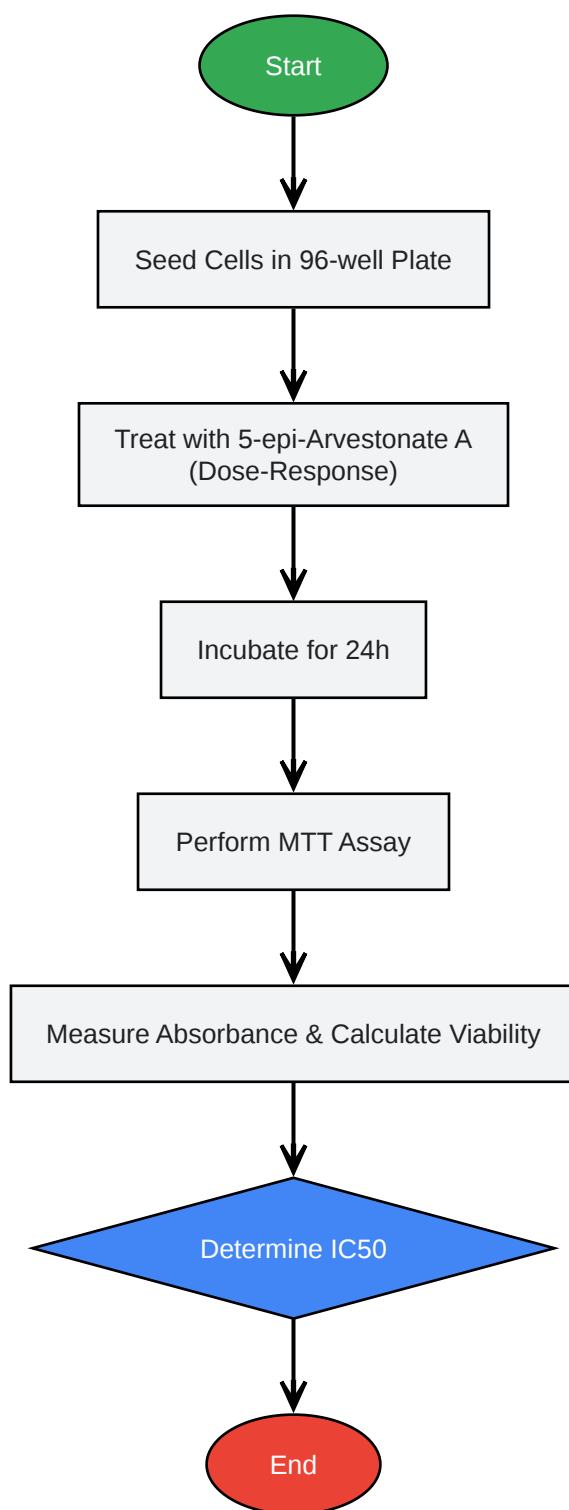 Start
Seed Cells in 96-well Plate
Treat with 5-epi-Arvestonate A
(Dose-Response)
Incubate for 24h
Perform MTT Assay
Measure Absorbance & Calculate Viability
Determine IC50
End